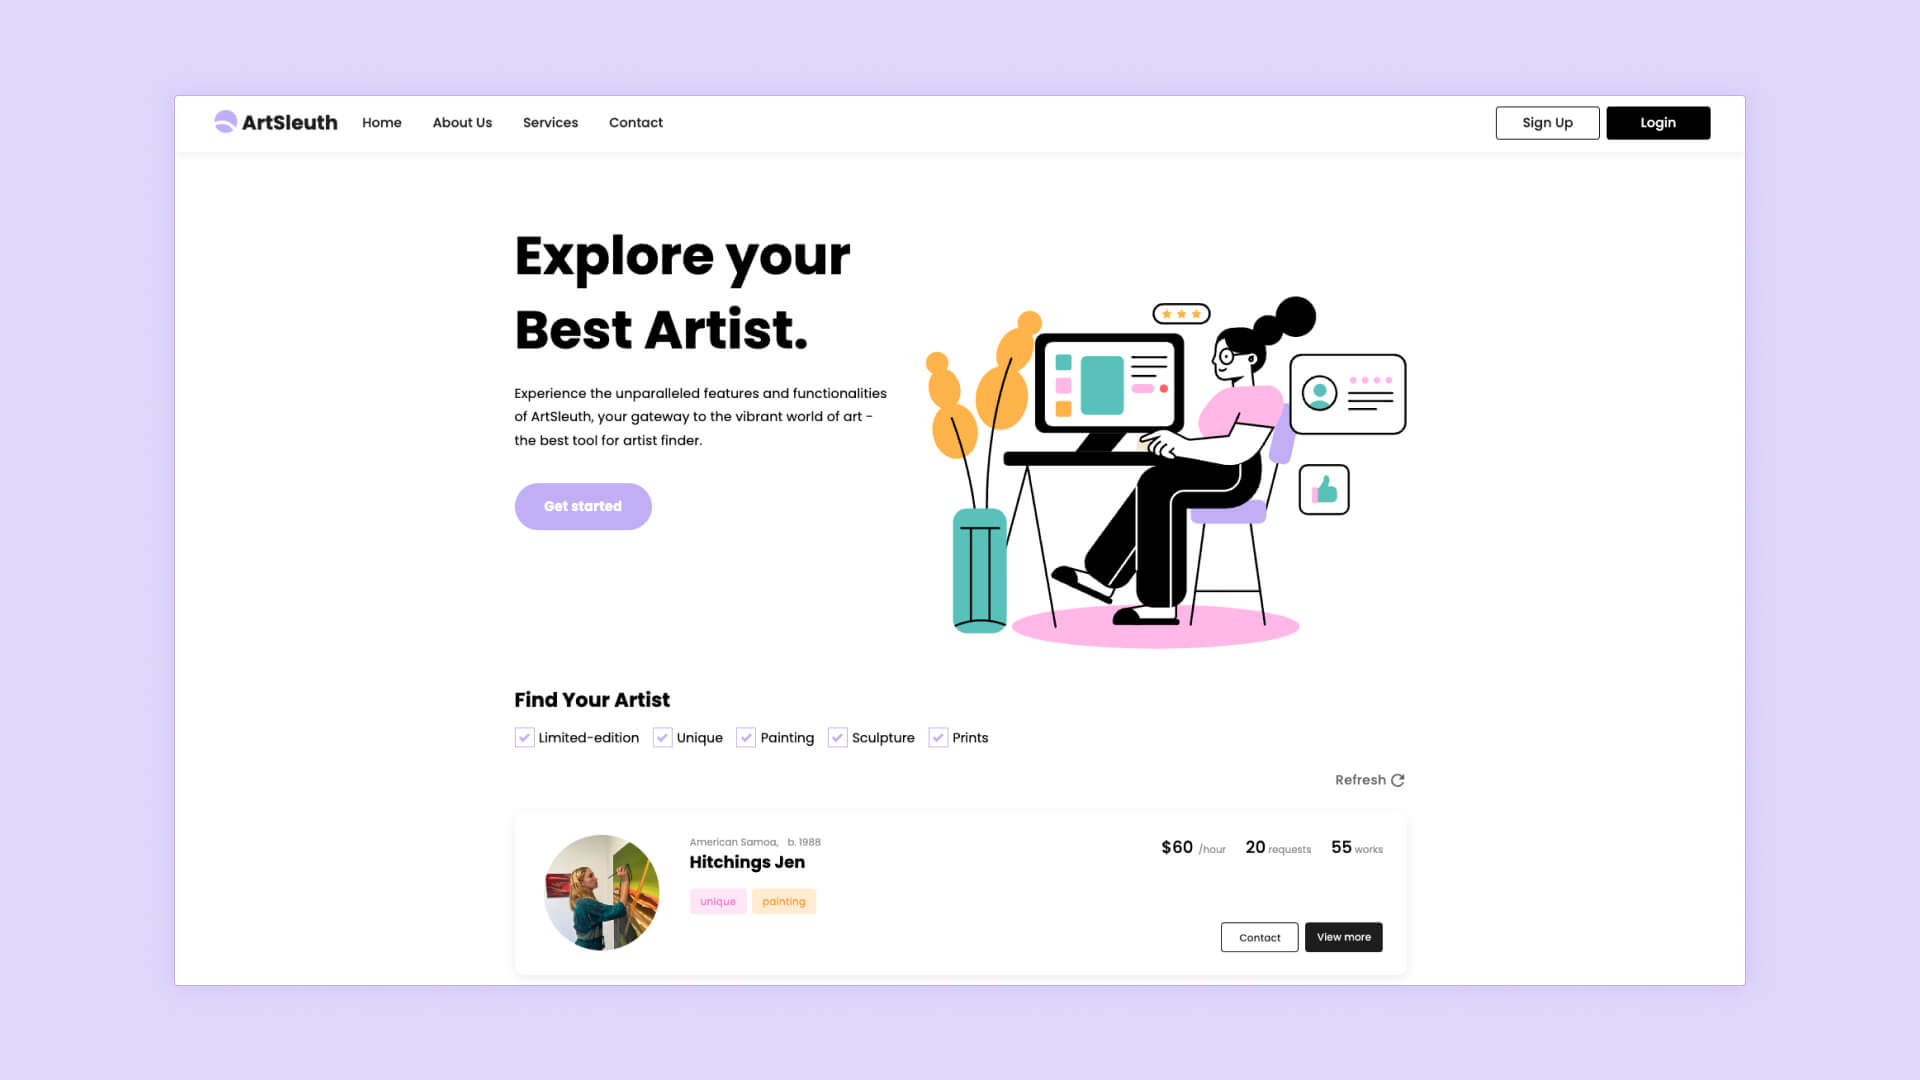 ArtSleuth
Home
About Us
Services
Contact
Sign Up
Login
Explore your
Best Artist.
Experience the unparalleled features and functionalities
of ArtSleuth, your gateway to the vibrant world of art -
the best tool for artist finder.
Get started
Find Your Artist
Limited-edition
Unique
Painting
Sculpture
Prints
Refresh
American Samoa, b. 1988
Hitchings Jen
unique
painting
$60 /hour
20 requests
55 works
Contact
View more